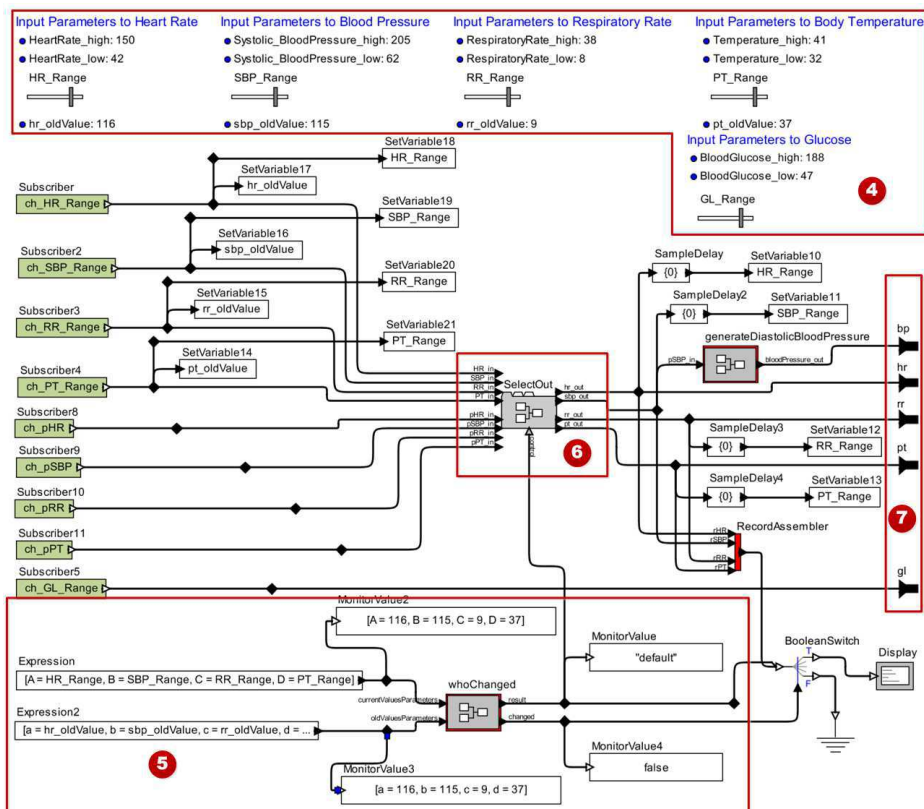 Input Parameters to Heart Rate
Input Parameters to Blood Pressure
Input Parameters to Respiratory Rate
Input Parameters to Body Temperature
HeartRate_high: 150
Systolic_BloodPressure_high: 205
RespiratoryRate_high: 38
Temperature_high: 41
HeartRate_low: 42
Systolic_BloodPressure_low: 62
RespiratoryRate_low: 8
Temperature_low: 32
HR_Range
SBP_Range
RR_Range
PT_Range
hr_oldValue: 116
sbp_oldValue: 115
rr_oldValue: 9
pt_oldValue: 37
Input Parameters to Glucose
BloodGlucose_high: 188
BloodGlucose_low: 47
GL_Range
4
SetVariable18
HR_Range
SetVariable17
hr_oldValue
Subscriber
ch_HR_Range
SetVariable19
SBP_Range
SetVariable16
sbp_oldValue
Subscriber2
ch_SBP_Range
SetVariable20
RR_Range
SetVariable15
rr_oldValue
Subscriber3
ch_RR_Range
SetVariable21
PT_Range
SetVariable14
pt_oldValue
Subscriber4
ch_PT_Range
Subscriber8
ch_pHR
Subscriber9
ch_pSBP
Subscriber10
ch_pRR
Subscriber11
ch_pPT
Subscriber5
ch_GL_Range
HR_in
SBP_in
RR_in
PT_in
pHR_in
pSBP_in
pRR_in
pPT_in
SelectOut
hr_out
sbp_out
rr_out
pt_out
control
6
SampleDelay
{0}
SetVariable10
HR_Range
SampleDelay2
{0}
SetVariable11
SBP_Range
generateDiastolicBloodPressure
pSBP_in
bloodPressure_out
SampleDelay3
{0}
SetVariable12
RR_Range
SampleDelay4
{0}
SetVariable13
PT_Range
RecordAssembler
rHR
rSBP
rRR
rPT
bp
hr
rr
pt
7
gl
MonitorValue2
[A = 116, B = 115, C = 9, D = 37]
Expression
[A = HR_Range, B = SBP_Range, C = RR_Range, D = PT_Range]
Expression2
[a = hr_oldValue, b = sbp_oldValue, c = rr_oldValue, d = ...
currentValuesParameters
oldValuesParameters
whoChanged
result
changed
MonitorValue
"default"
MonitorValue4
false
MonitorValue3
[a = 116, b = 115, c = 9, d = 37]
5
BooleanSwitch
T
F
Display